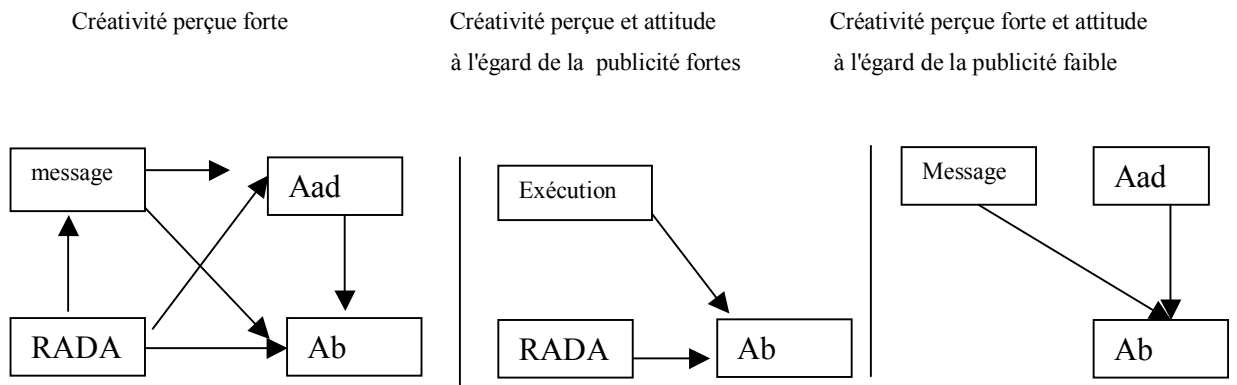 Créativité perçue forte
Créativité perçue et attitude
à l'égard de la publicité fortes
Créativité perçue forte et attitude
à l'égard de la publicité faible
message
Aad
RADA
Ab
Exécution
RADA
Ab
Message
Aad
Ab